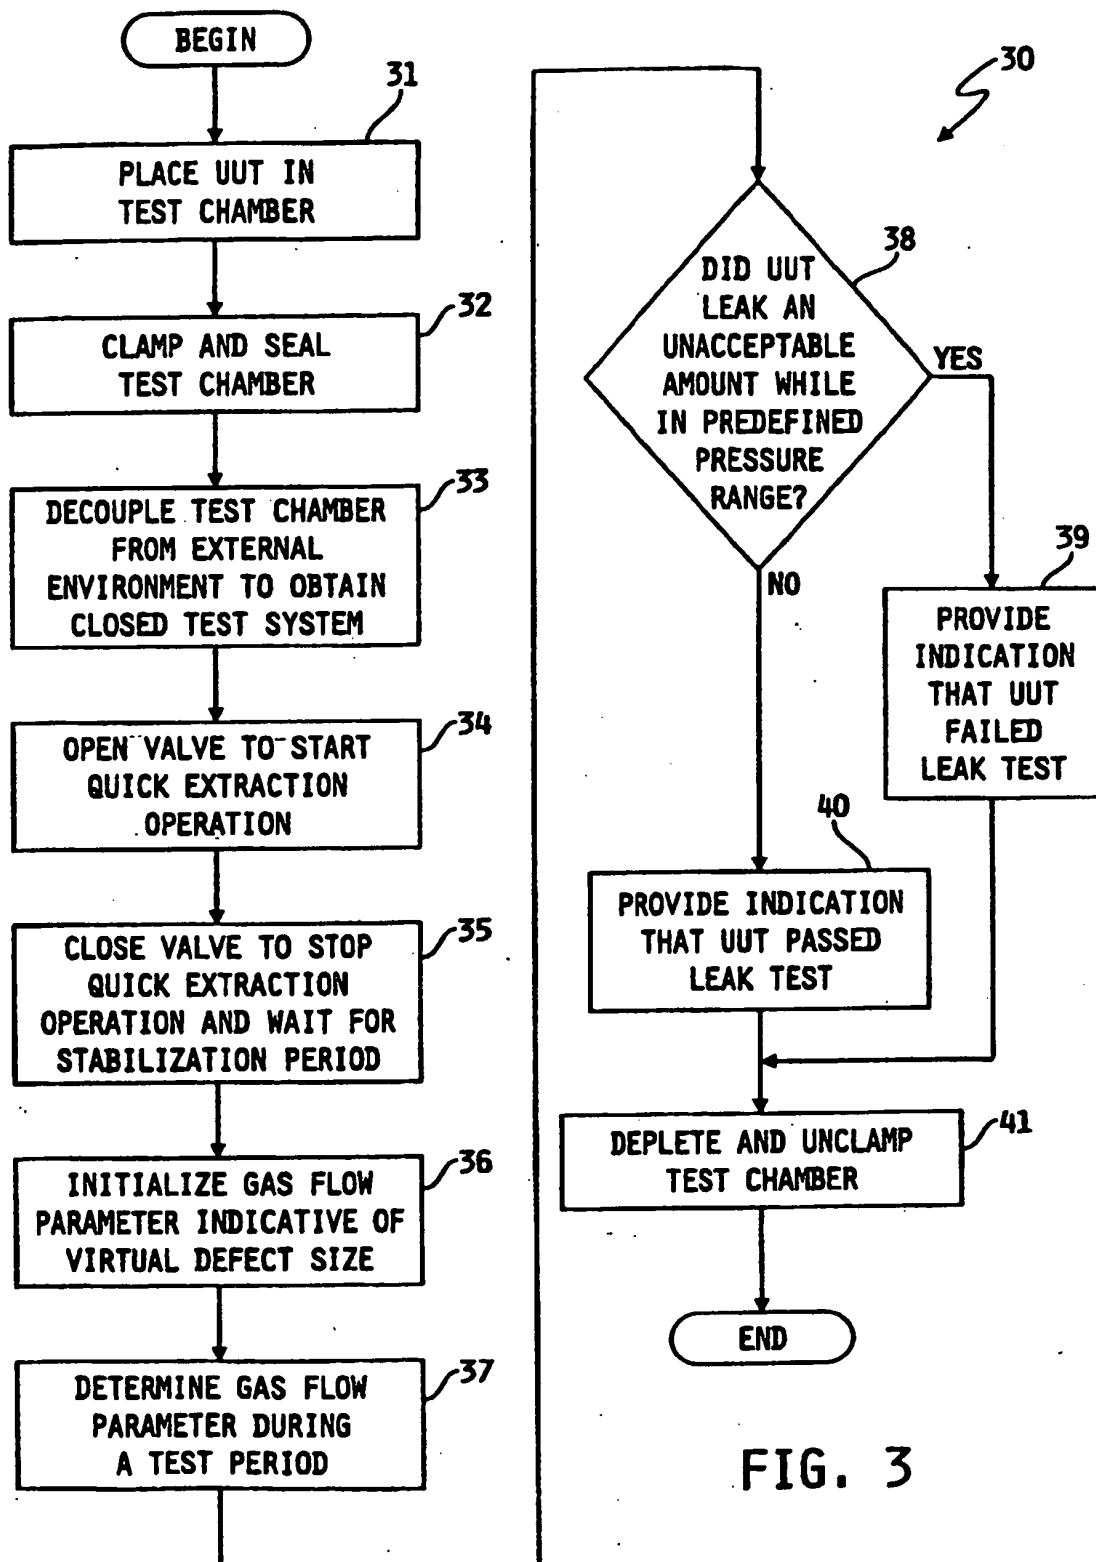 BEGIN
31
PLACE UUT IN
TEST CHAMBER
32
CLAMP AND SEAL
TEST CHAMBER
33
DECOUPLE TEST CHAMBER
FROM EXTERNAL
ENVIRONMENT TO OBTAIN
CLOSED TEST SYSTEM
34
OPEN VALVE TO START
QUICK EXTRACTION
OPERATION
35
CLOSE VALVE TO STOP
QUICK EXTRACTION
OPERATION AND WAIT FOR
STABILIZATION PERIOD
36
INITIALIZE GAS FLOW
PARAMETER INDICATIVE OF
VIRTUAL DEFECT SIZE
37
DETERMINE GAS FLOW
PARAMETER DURING
A TEST PERIOD
30
38
DID UUT
LEAK AN
UNACCEPTABLE
AMOUNT WHILE
IN PREDEFINED
PRESSURE
RANGE?
YES
NO
39
PROVIDE
INDICATION
THAT UUT
FAILED
LEAK TEST
40
PROVIDE INDICATION
THAT UUT PASSED
LEAK TEST
41
DEPLETE AND UNCLAMP
TEST CHAMBER
END
FIG. 3